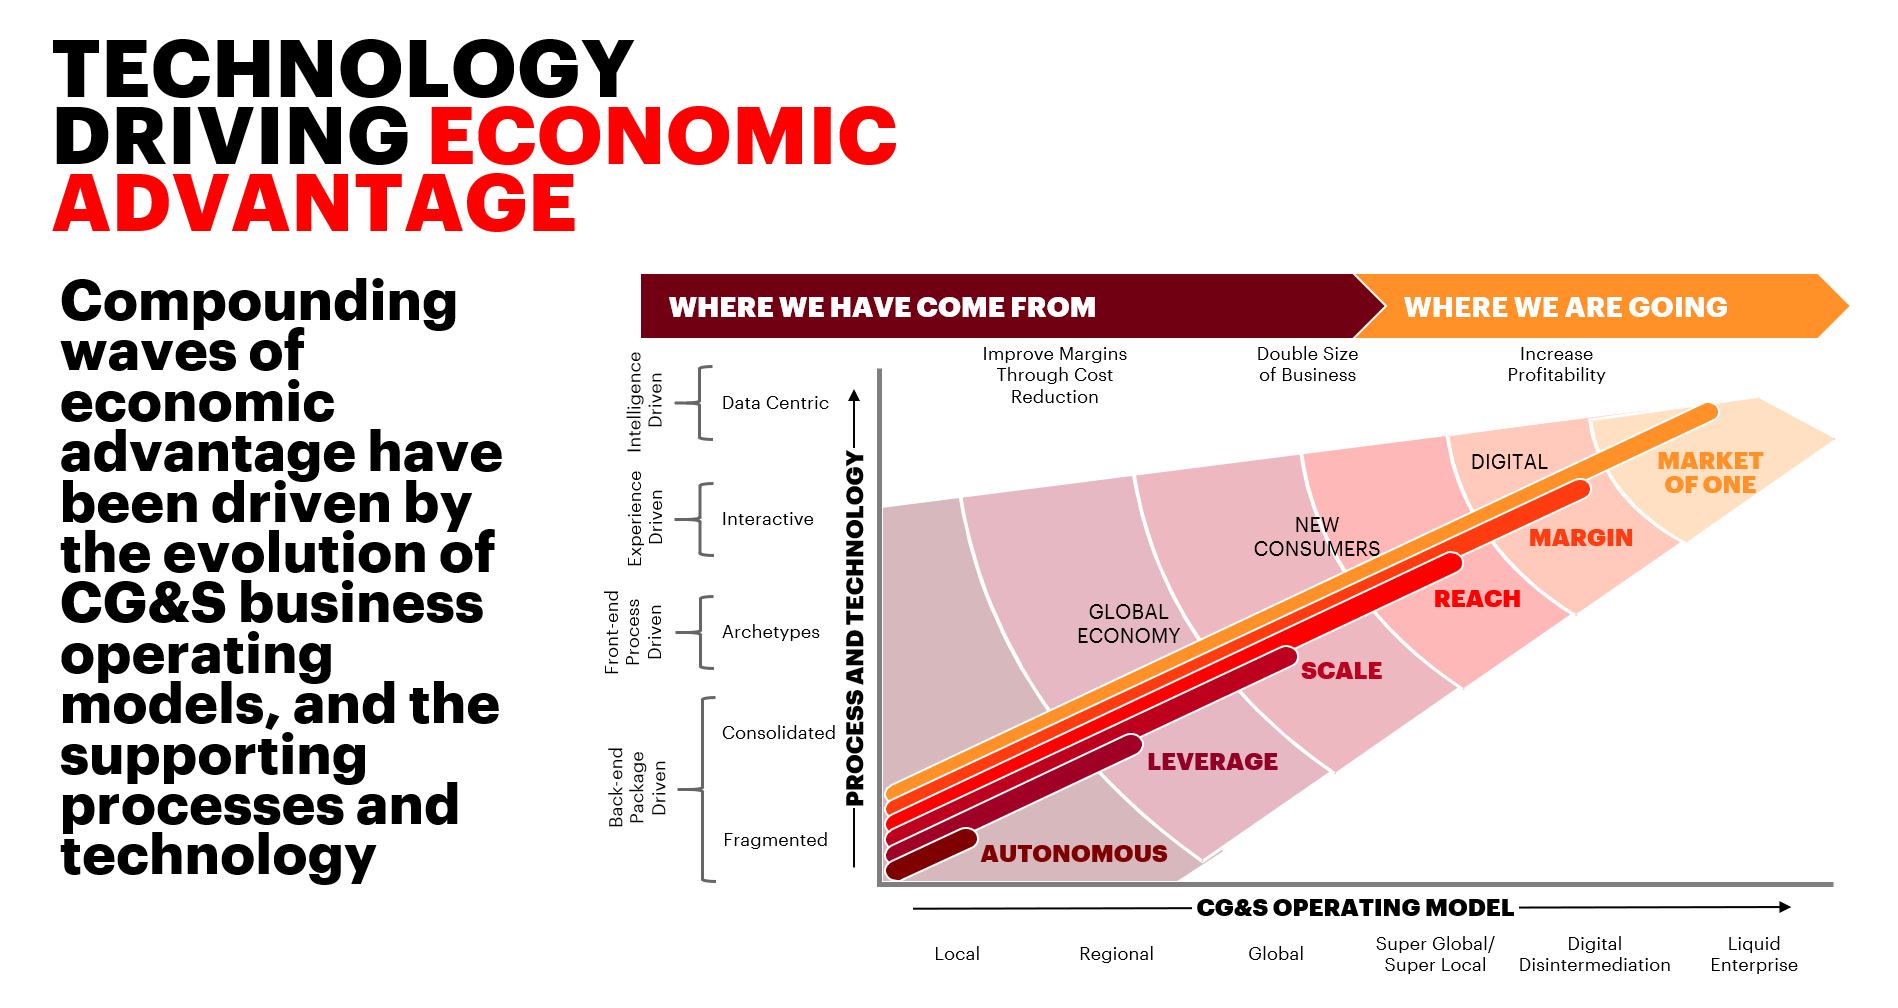 TECHNOLOGY
DRIVING ECONOMIC
ADVANTAGE
Compounding
waves of
economic
advantage have
been driven by
the evolution of
CG&S business
operating
models, and the
supporting
processes and
technology
WHERE WE HAVE COME FROM
WHERE WE ARE GOING
Improve Margins
Through Cost
Reduction
Double Size
of Business
Increase
Profitability
Intelligence
Driven
Data Centric
Experience
Driven
Interactive
Front-end
Process
Driven
Archetypes
Back-end
Package
Driven
Consolidated
Fragmented
PROCESS AND TECHNOLOGY
GLOBAL
ECONOMY
NEW
CONSUMERS
DIGITAL
MARKET
OF ONE
MARGIN
REACH
SCALE
LEVERAGE
AUTONOMOUS
CG&S OPERATING MODEL
Local
Regional
Global
Super Global/
Super Local
Digital
Disintermediation
Liquid
Enterprise